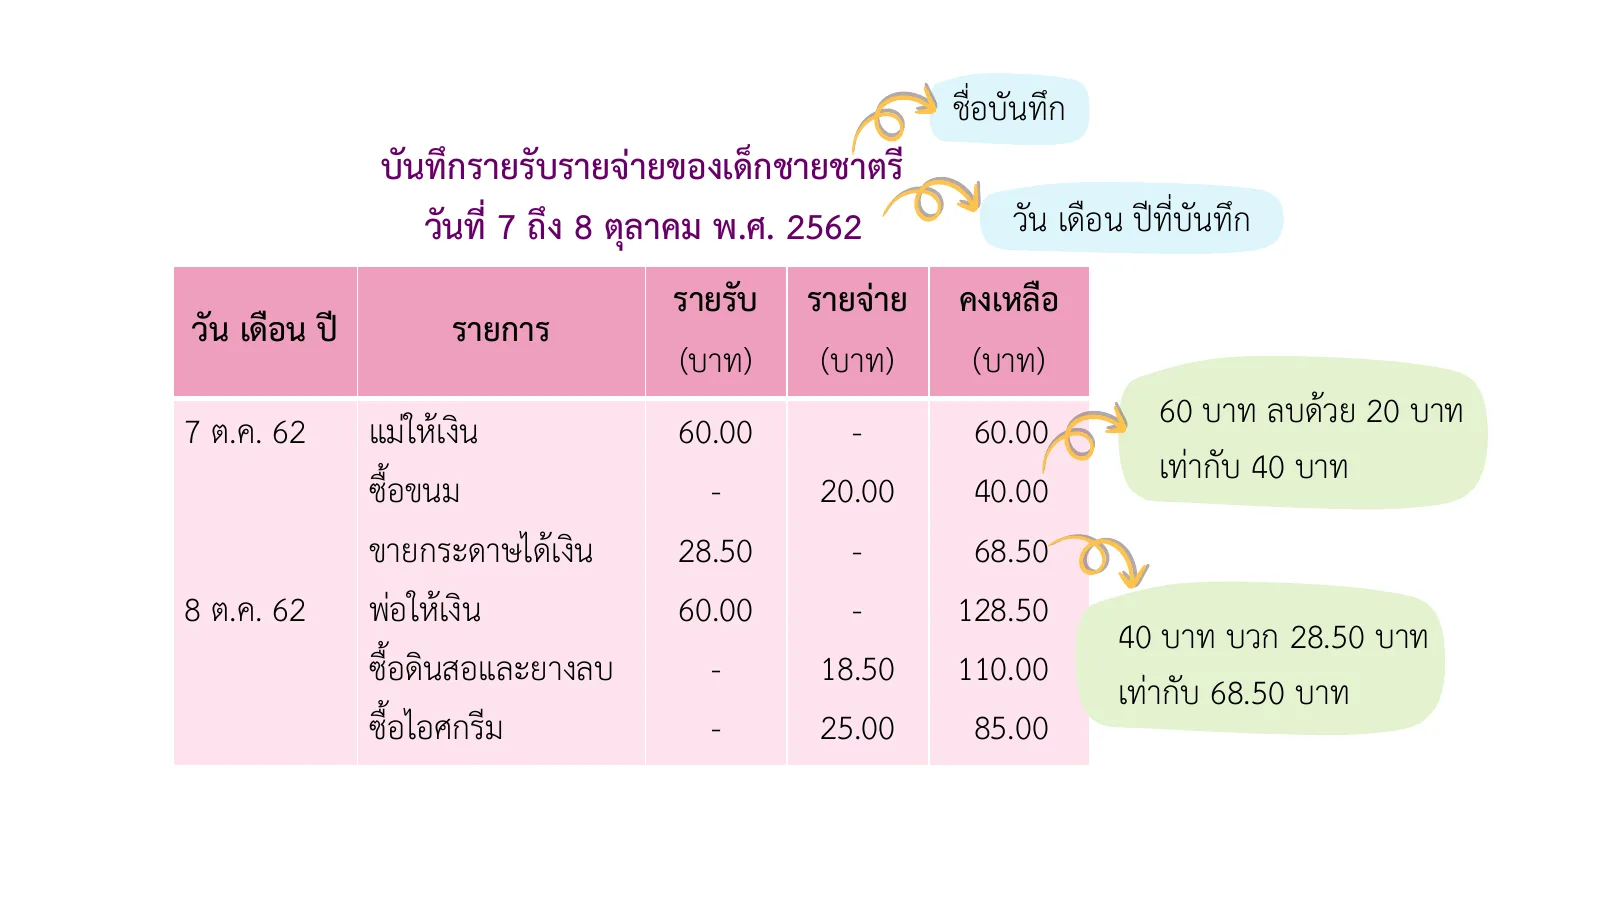 ชื่อบันทึก
บันทึกรายรับรายจ่ายของเด็กชายชาตรี
วันที่ 7 ถึง 8 ตุลาคม พ.ศ. 2562
วัน เดือน ปีที่บันทึก
วัน เดือน ปี รายการ รายรับ (บาท) รายจ่าย (บาท) คงเหลือ (บาท)
7 ต.ค. 62 แม่ให้เงิน 60.00 - 60.00
ซื้อขนม - 20.00 40.00
ขายกระดาษได้เงิน 28.50 - 68.50
8 ต.ค. 62 พ่อให้เงิน 60.00 - 128.50
ซื้อดินสอและยางลบ - 18.50 110.00
ซื้อไอศกรีม - 25.00 85.00
60 บาท ลบด้วย 20 บาท
เท่ากับ 40 บาท
40 บาท บวก 28.50 บาท
เท่ากับ 68.50 บาท